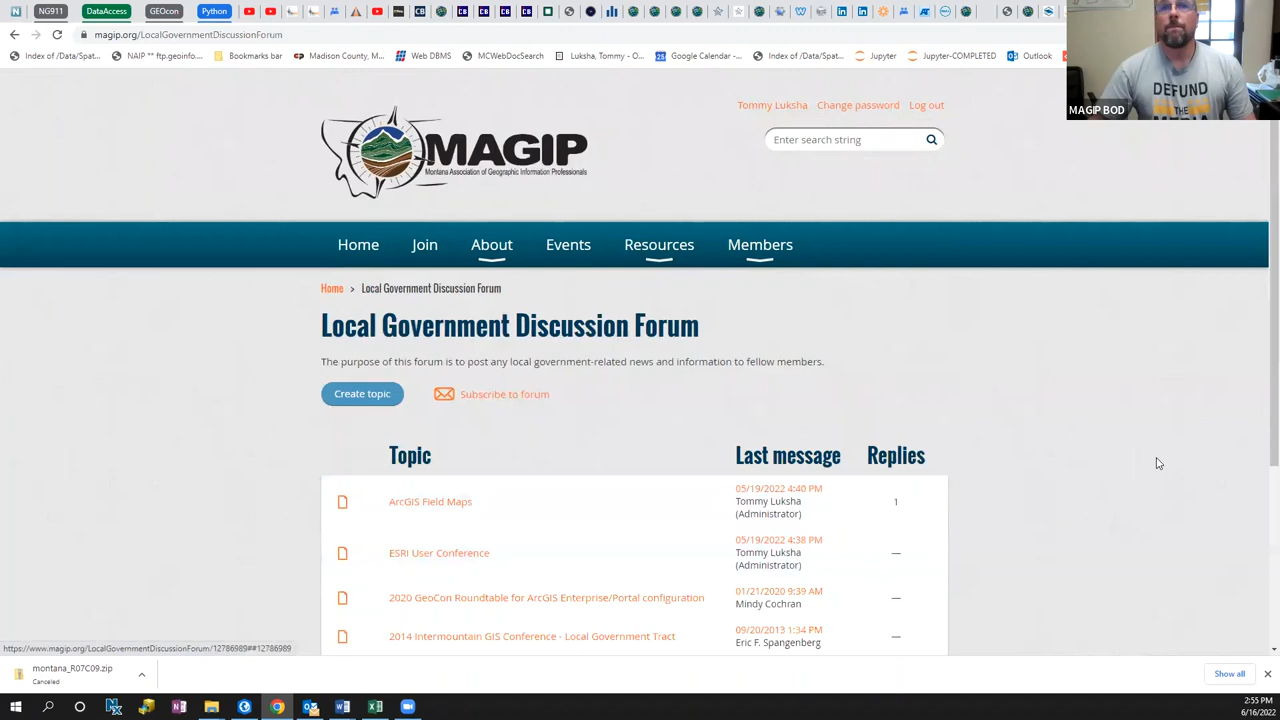 NG911 DataAccess GEOcon Python
magip.org/LocalGovernmentDiscussionForum
Index of /Data/Spat... NAIP ** ftp.geoinfo... Bookmarks bar Madison County, M... Web DBMS MCWebDocSearch Luksha, Tommy - O... Google Calendar -... Index of /Data/Spat... Jupyter Jupyter-COMPLETED Outlook
DEFUND
THE
MAGIP BOD
Tommy Luksha Change password Log out
Enter search string
MAGIP
Montana Association of Geographic Information Professionals
Home Join About Events Resources Members
Home > Local Government Discussion Forum
Local Government Discussion Forum
The purpose of this forum is to post any local government-related news and information to fellow members.
Create topic Subscribe to forum
Topic Last message Replies
ArcGIS Field Maps 05/19/2022 4:40 PM
Tommy Luksha
(Administrator)
1
ESRI User Conference 05/19/2022 4:38 PM
Tommy Luksha
(Administrator)
—
2020 GeoCon Roundtable for ArcGIS Enterprise/Portal configuration 01/21/2020 9:39 AM
Mindy Cochran
—
2014 Intermountain GIS Conference - Local Government Tract 09/20/2013 1:34 PM
Eric F. Spangenberg
—
https://www.magip.org/LocalGovernmentDiscussionForum/12786989##12786989
montana_R07C09.zip
Canceled
Show all
2:55 PM
6/16/2022